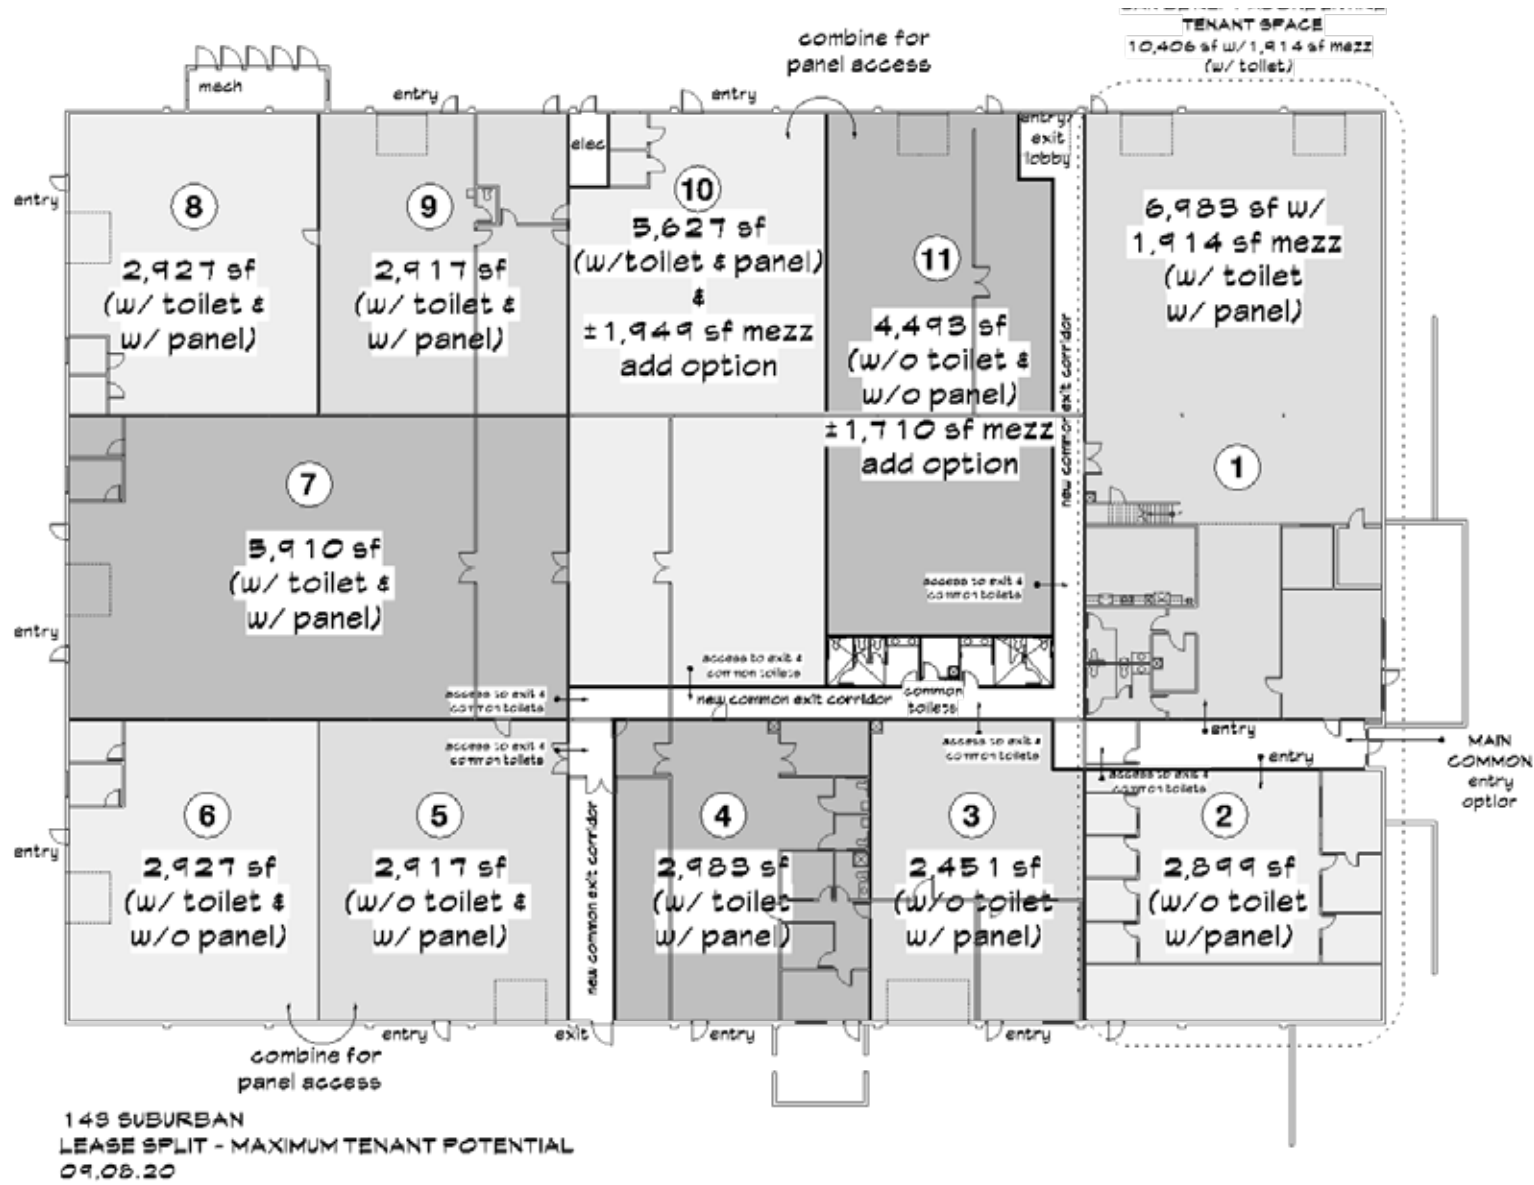 TENANT SPACE
10,406 sf w/1,914 sf mezz
(w/ toilet)
combine for
panel access
mech
entry
entry
elec
entry/
exit
lobby
entry
8
2,927 sf
(w/ toilet &
w/ panel)
9
2,917 sf
(w/ toilet &
w/ panel)
10
5,627 sf
(w/toilet & panel)
&
±1,949 sf mezz
add option
11
4,493 sf
(w/o toilet &
w/o panel)
±1,710 sf mezz
add option
new common exit corridor
6,983 sf w/
1,914 sf mezz
(w/ toilet
w/ panel)
1
7
5,910 sf
(w/ toilet &
w/ panel)
entry
access to exit &
common toilets
access to exit &
common toilets
access to exit &
common toilets
new common exit corridor
common
toilets
access to exit &
common toilets
access to exit &
common toilets
entry
entry
access to exit &
common toilets
MAIN
COMMON
entry
option
6
2,927 sf
(w/ toilet &
w/o panel)
entry
5
2,917 sf
(w/o toilet &
w/ panel)
new common exit corridor
4
2,983 sf
(w/ toilet
w/ panel)
3
2,451 sf
(w/o toilet
w/ panel)
2
2,899 sf
(w/o toilet
w/panel)
entry
exit
entry
entry
combine for
panel access
143 SUBURBAN
LEASE SPLIT - MAXIMUM TENANT POTENTIAL
09.08.20